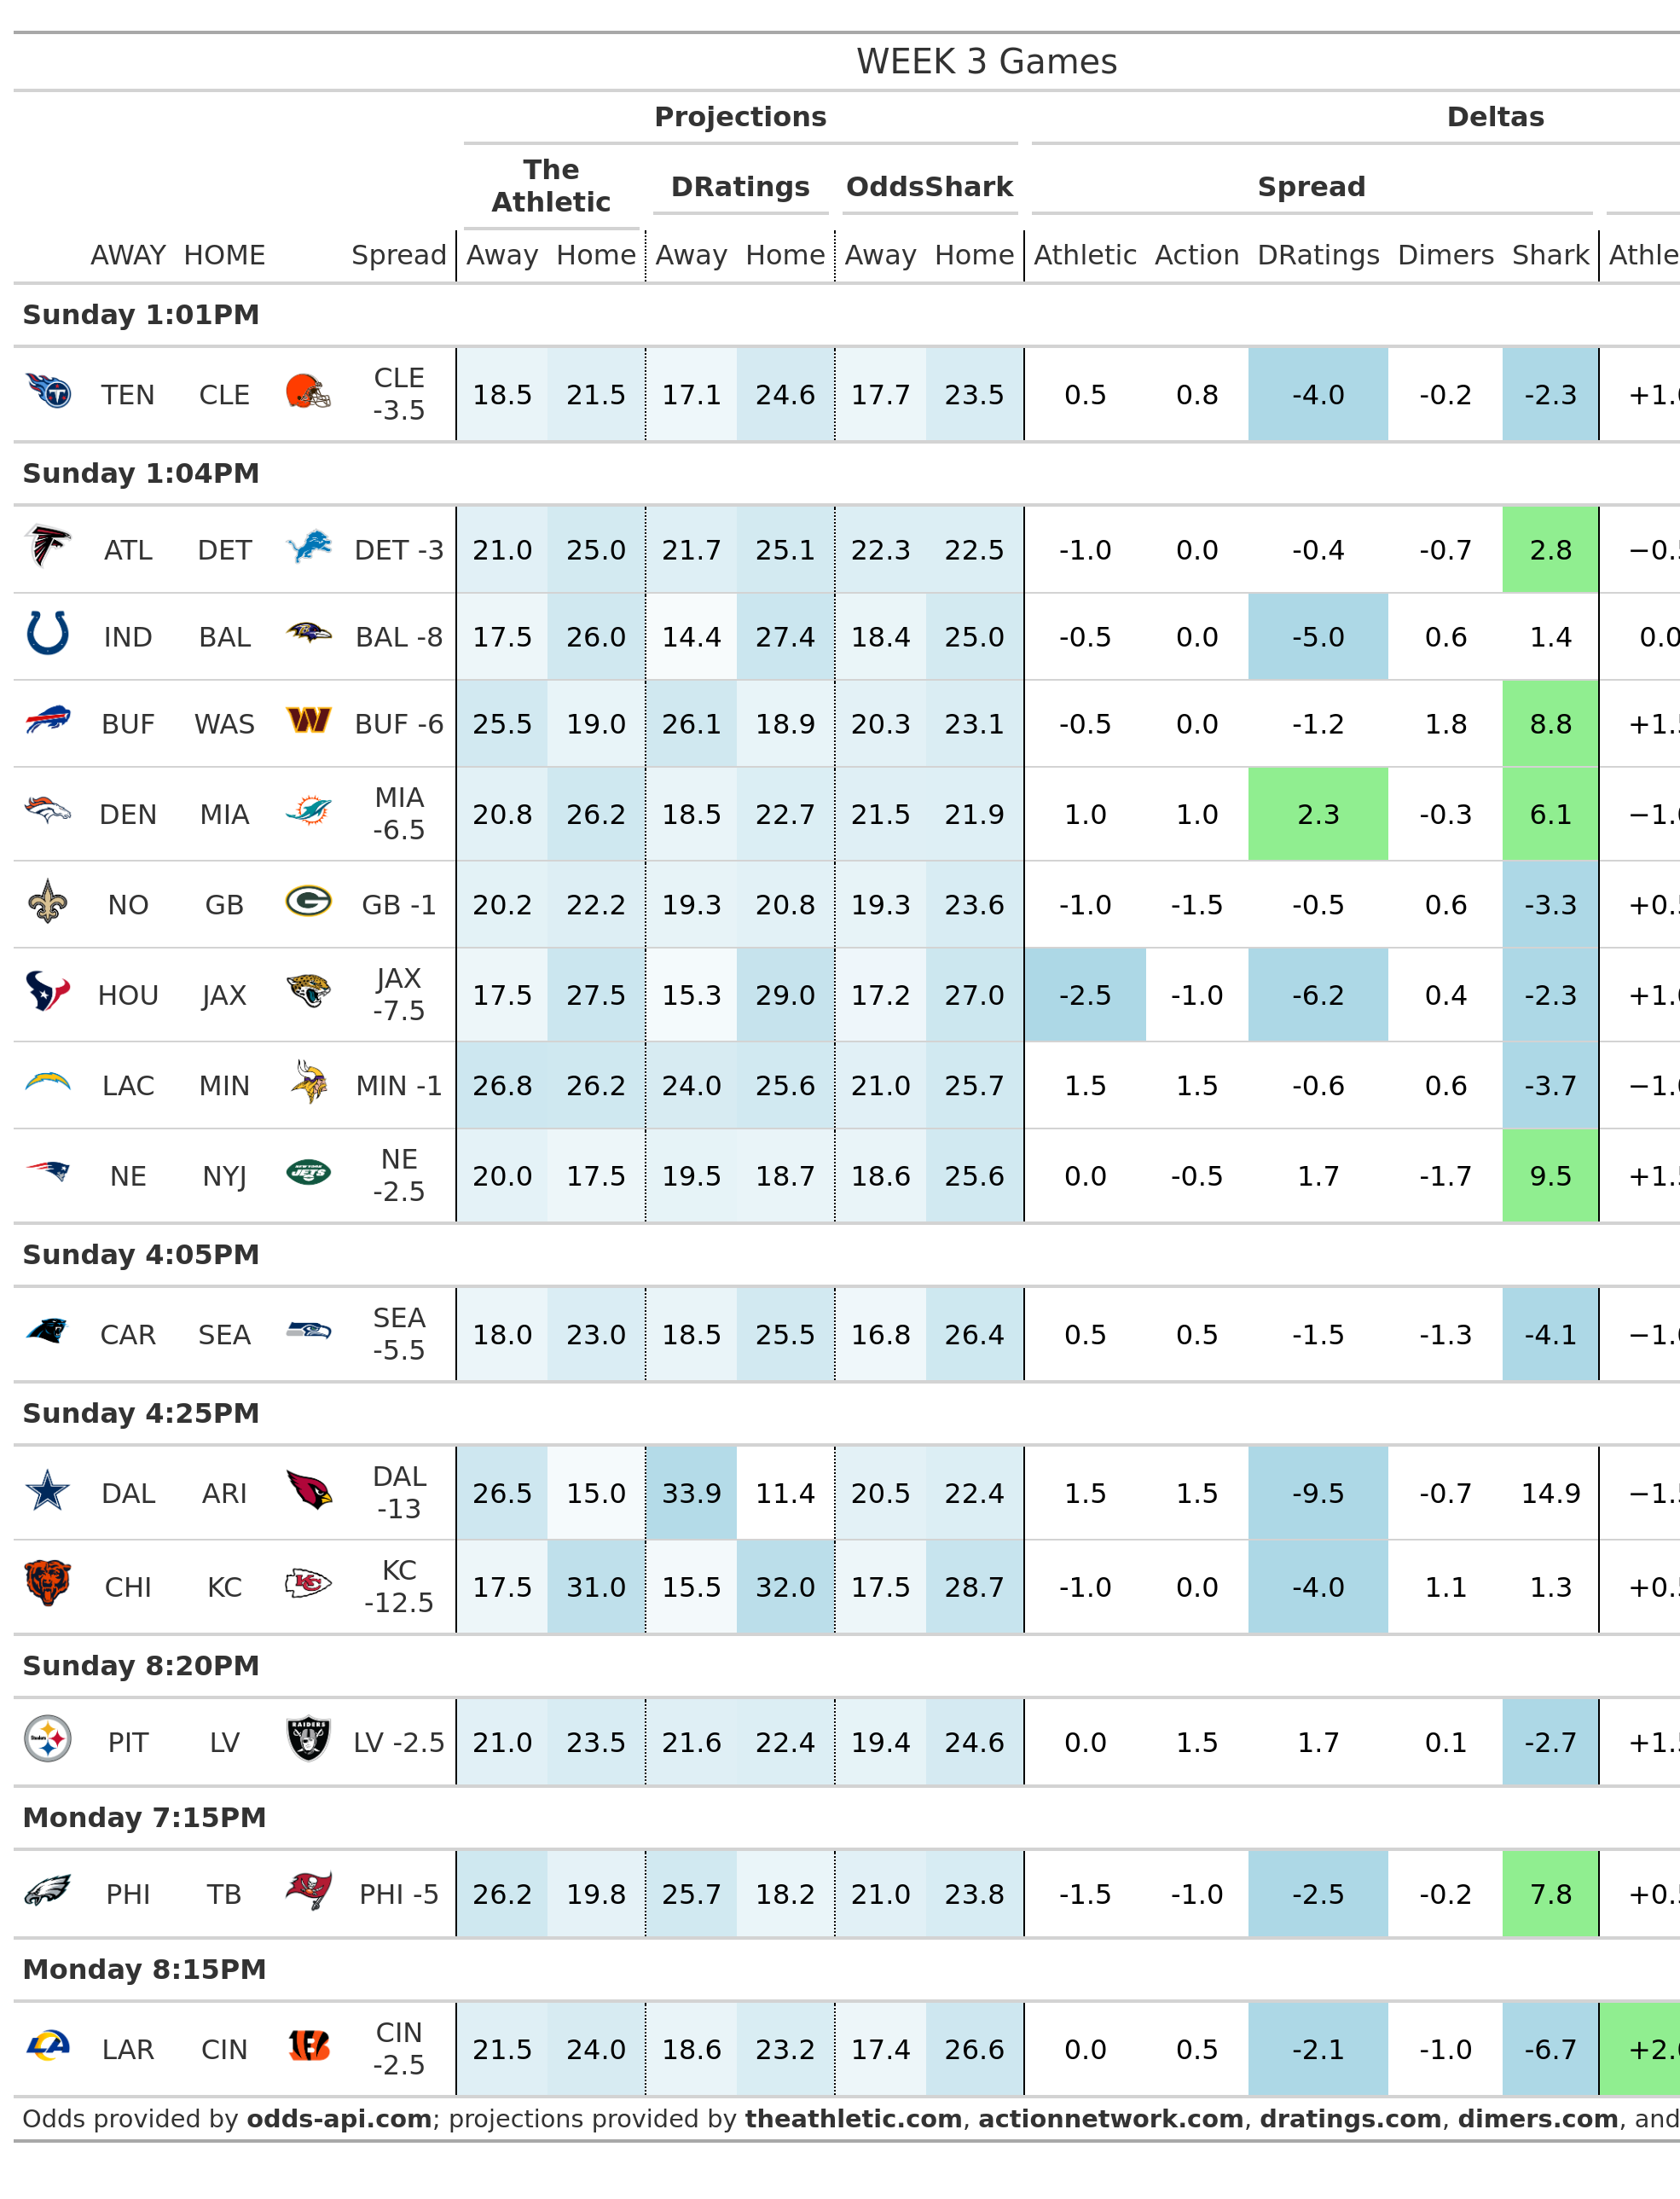 WEEK 3 Games
Projections Deltas
The Athletic DRatings OddsShark Spread
AWAY HOME Spread Away Home Away Home Away Home Athletic Action DRatings Dimers Shark Athle
Sunday 1:01PM
TEN CLE CLE -3.5 18.5 21.5 17.1 24.6 17.7 23.5 0.5 0.8 -4.0 -0.2 -2.3 +1.
Sunday 1:04PM
ATL DET DET -3 21.0 25.0 21.7 25.1 22.3 22.5 -1.0 0.0 -0.4 -0.7 2.8 −0.
IND BAL BAL -8 17.5 26.0 14.4 27.4 18.4 25.0 -0.5 0.0 -5.0 0.6 1.4 0.0
BUF WAS BUF -6 25.5 19.0 26.1 18.9 20.3 23.1 -0.5 0.0 -1.2 1.8 8.8 +1.
DEN MIA MIA -6.5 20.8 26.2 18.5 22.7 21.5 21.9 1.0 1.0 2.3 -0.3 6.1 −1.
NO GB GB -1 20.2 22.2 19.3 20.8 19.3 23.6 -1.0 -1.5 -0.5 0.6 -3.3 +0.
HOU JAX JAX -7.5 17.5 27.5 15.3 29.0 17.2 27.0 -2.5 -1.0 -6.2 0.4 -2.3 +1.
LAC MIN MIN -1 26.8 26.2 24.0 25.6 21.0 25.7 1.5 1.5 -0.6 0.6 -3.7 −1.
NE NYJ NE -2.5 20.0 17.5 19.5 18.7 18.6 25.6 0.0 -0.5 1.7 -1.7 9.5 +1.
Sunday 4:05PM
CAR SEA SEA -5.5 18.0 23.0 18.5 25.5 16.8 26.4 0.5 0.5 -1.5 -1.3 -4.1 −1.
Sunday 4:25PM
DAL ARI DAL -13 26.5 15.0 33.9 11.4 20.5 22.4 1.5 1.5 -9.5 -0.7 14.9 −1.
CHI KC KC -12.5 17.5 31.0 15.5 32.0 17.5 28.7 -1.0 0.0 -4.0 1.1 1.3 +0.
Sunday 8:20PM
PIT LV LV -2.5 21.0 23.5 21.6 22.4 19.4 24.6 0.0 1.5 1.7 0.1 -2.7 +1.
Monday 7:15PM
PHI TB PHI -5 26.2 19.8 25.7 18.2 21.0 23.8 -1.5 -1.0 -2.5 -0.2 7.8 +0.
Monday 8:15PM
LAR CIN CIN -2.5 21.5 24.0 18.6 23.2 17.4 26.6 0.0 0.5 -2.1 -1.0 -6.7 +2.
Odds provided by odds-api.com; projections provided by theathletic.com, actionnetwork.com, dratings.com, dimers.com, and